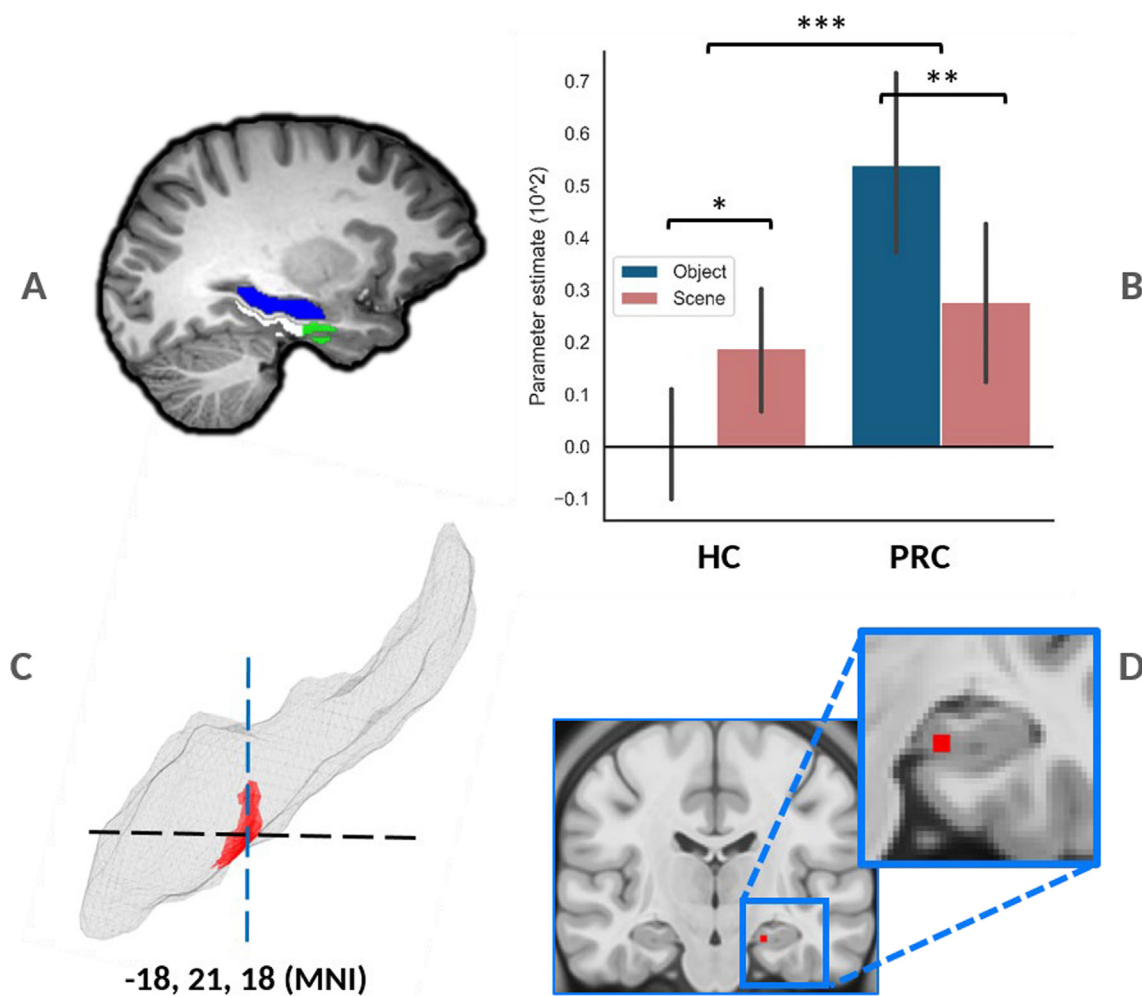 A
B
***
**
*
Parameter estimate (10^2)
0.7
0.6
0.5
0.4
0.3
0.2
0.1
0.0
−0.1
Object
Scene
HC
PRC
C
-18, 21, 18 (MNI)
D